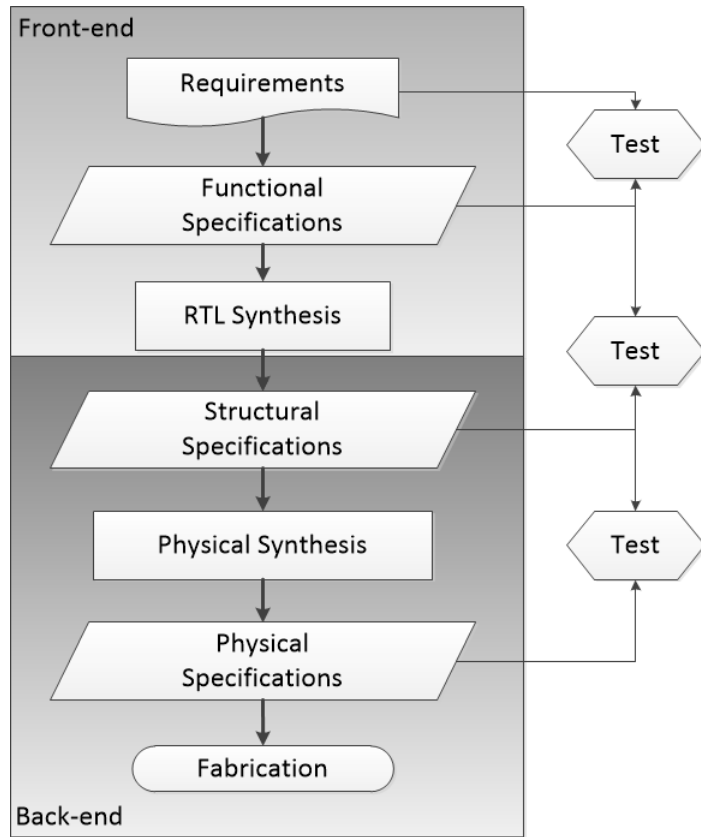 Front-end
Requirements
Test
Functional
Specifications
RTL Synthesis
Test
Structural
Specifications
Physical Synthesis
Test
Physical
Specifications
Fabrication
Back-end